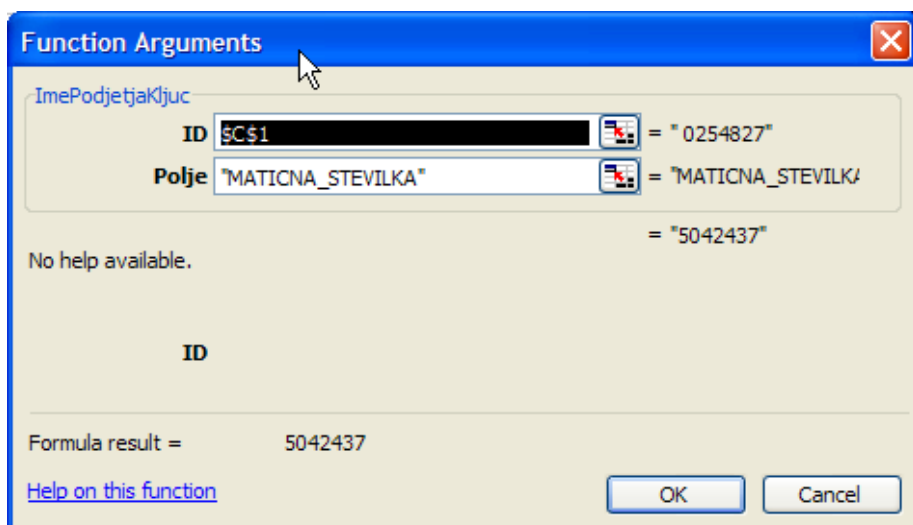 Function Arguments
ImePodjetjaKljuc
ID $C$1 = " 0254827"
Polje "MATICNA_STEVILKA" = "MATICNA_STEVILKA
= "5042437"
No help available.
ID
Formula result = 5042437
Help on this function
OK Cancel